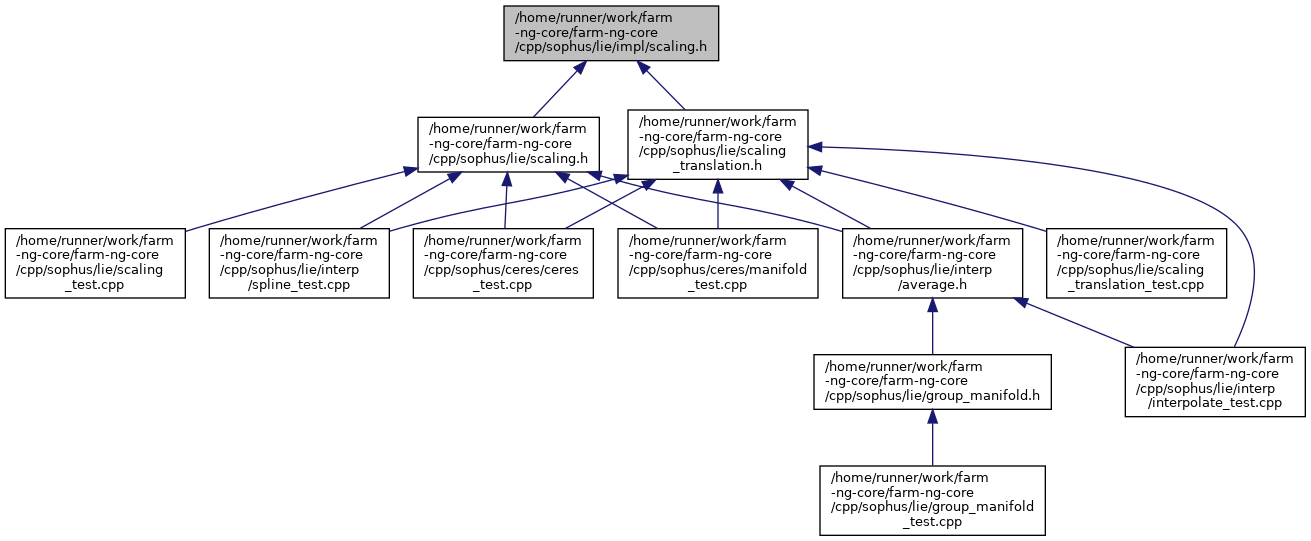 /home/runner/work/farm
-ng-core/farm-ng-core
/cpp/sophus/lie/impl/scaling.h
/home/runner/work/farm
-ng-core/farm-ng-core
/cpp/sophus/lie/scaling.h
/home/runner/work/farm
-ng-core/farm-ng-core
/cpp/sophus/lie/scaling
_translation.h
/home/runner/work/farm
-ng-core/farm-ng-core
/cpp/sophus/lie/scaling
_test.cpp
/home/runner/work/farm
-ng-core/farm-ng-core
/cpp/sophus/lie/interp
/spline_test.cpp
/home/runner/work/farm
-ng-core/farm-ng-core
/cpp/sophus/ceres/ceres
_test.cpp
/home/runner/work/farm
-ng-core/farm-ng-core
/cpp/sophus/ceres/manifold
_test.cpp
/home/runner/work/farm
-ng-core/farm-ng-core
/cpp/sophus/lie/interp
/average.h
/home/runner/work/farm
-ng-core/farm-ng-core
/cpp/sophus/lie/scaling
_translation_test.cpp
/home/runner/work/farm
-ng-core/farm-ng-core
/cpp/sophus/lie/group_manifold.h
/home/runner/work/farm
-ng-core/farm-ng-core
/cpp/sophus/lie/interp
/interpolate_test.cpp
/home/runner/work/farm
-ng-core/farm-ng-core
/cpp/sophus/lie/group_manifold
_test.cpp